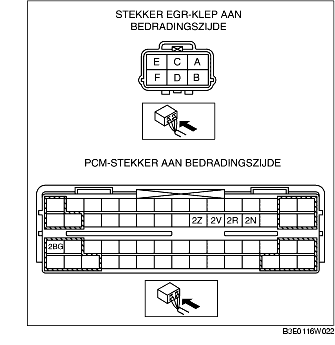 STEKKER EGR-KLEP AAN
BEDRADINGSZIJDE
E C A
F D B
PCM-STEKKER AAN BEDRADINGSZIJDE
2Z 2V 2R 2N
2BG
B3E0116W022